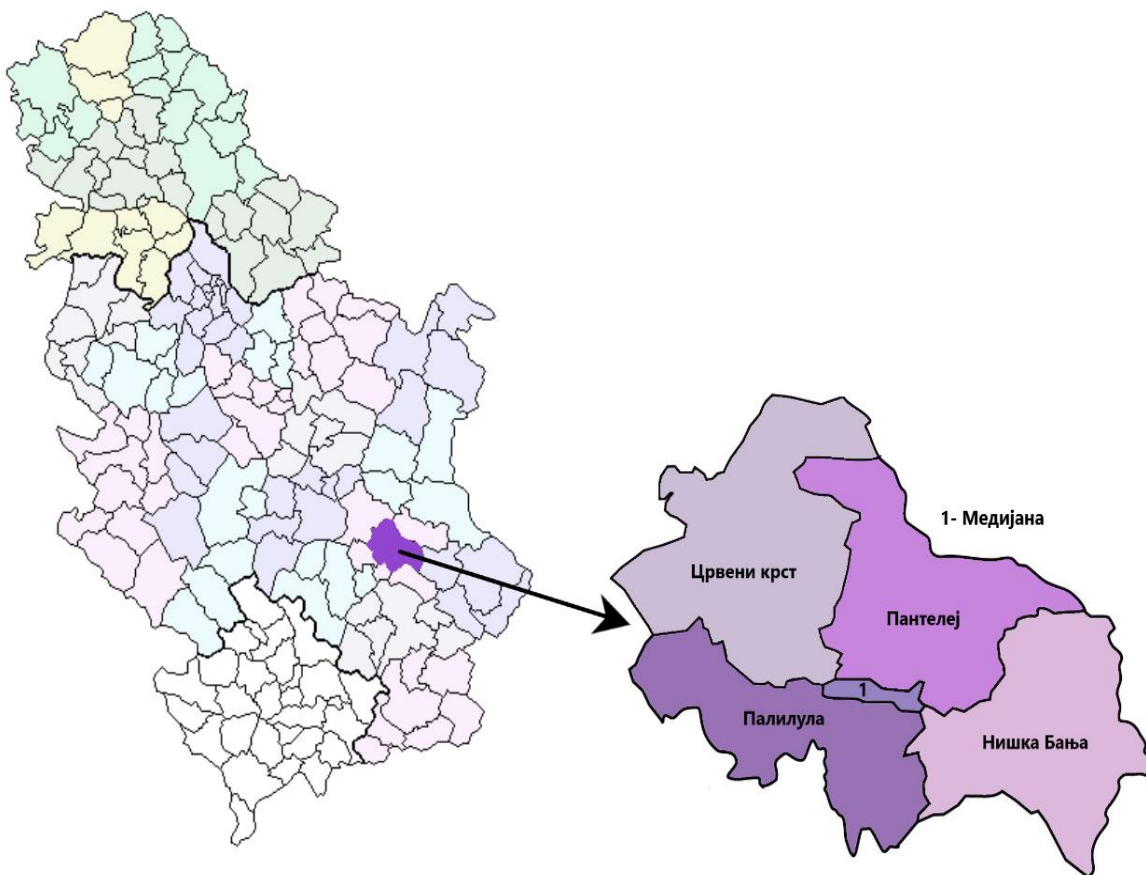 1- Медијана
Црвени крст
Пантелеј
1
Палилула
Нишка Бања